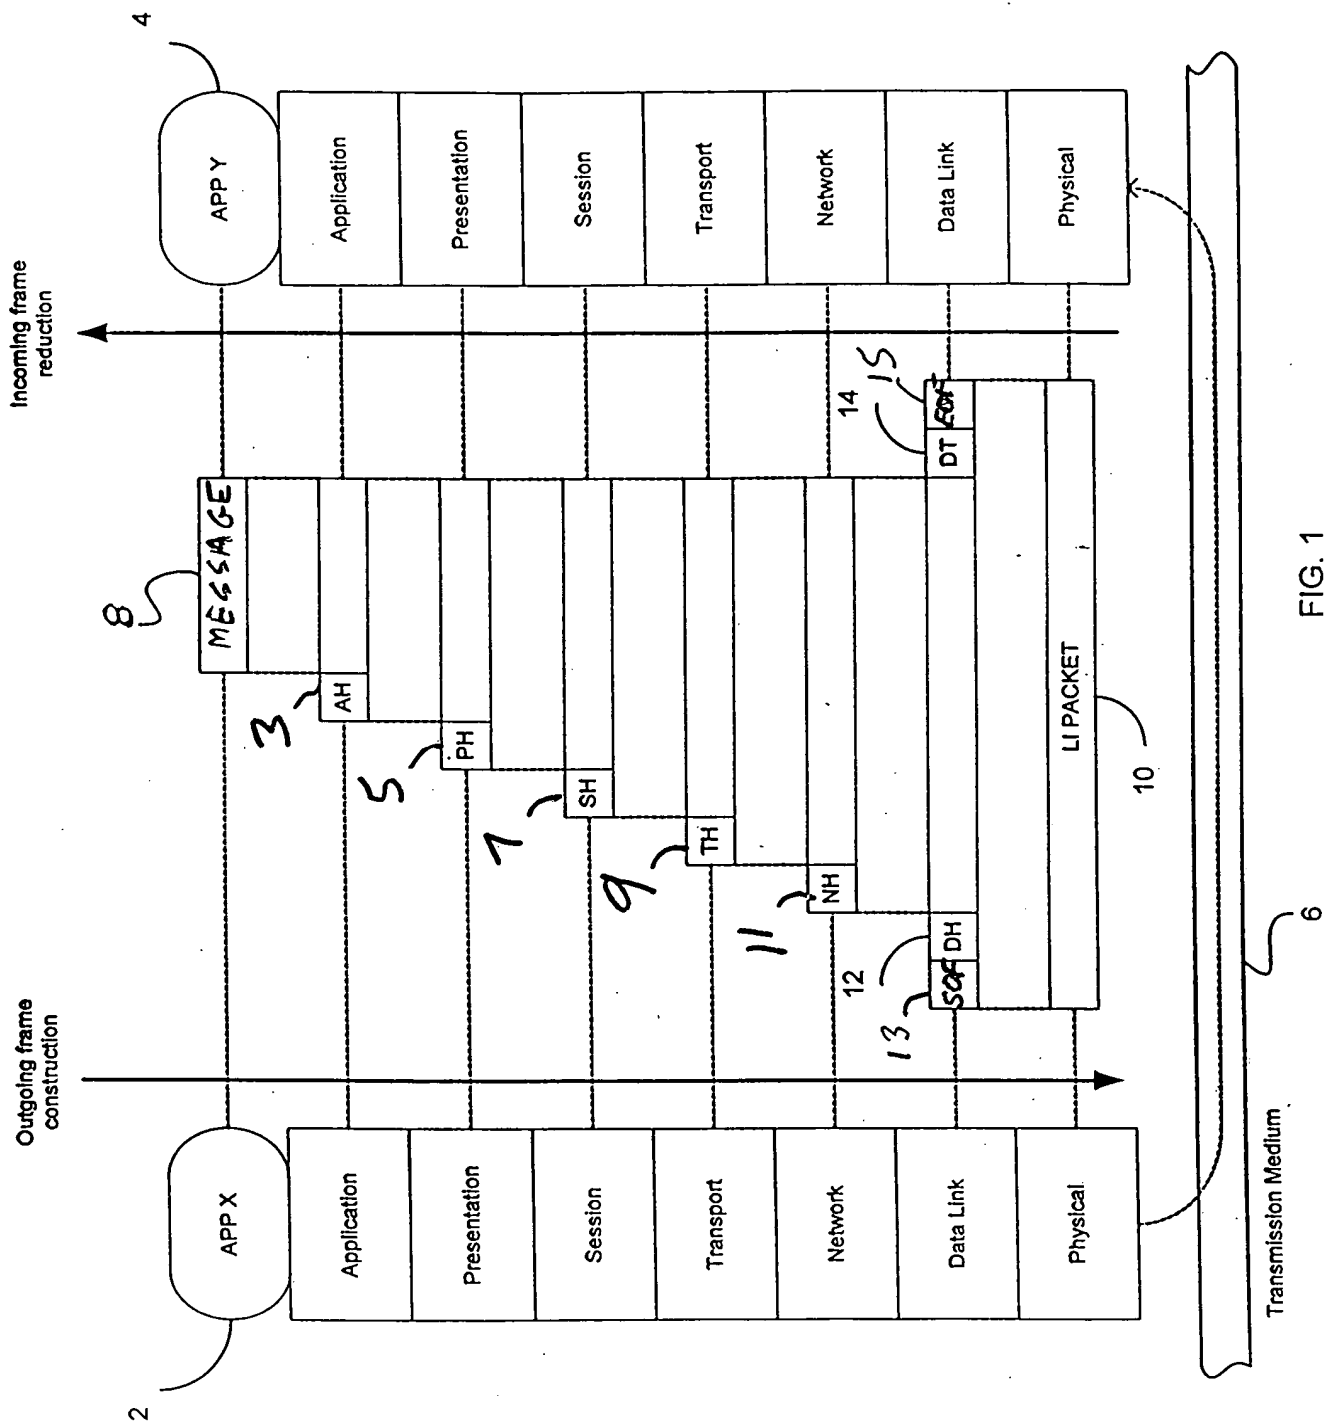 Outgoing frame
construction
Incoming frame
reduction
2
APP X
8
MESSAGE
APP Y
4
Application
3
AH
Application
Presentation
5
PH
Presentation
Session
7
SH
Session
Transport
9
TH
Transport
Network
11
NH
Network
12
14
13
15
Data Link
SOF
DH
DT
EOF
Data Link
Physical
LI PACKET
Physical
10
Transmission Medium
6
FIG. 1